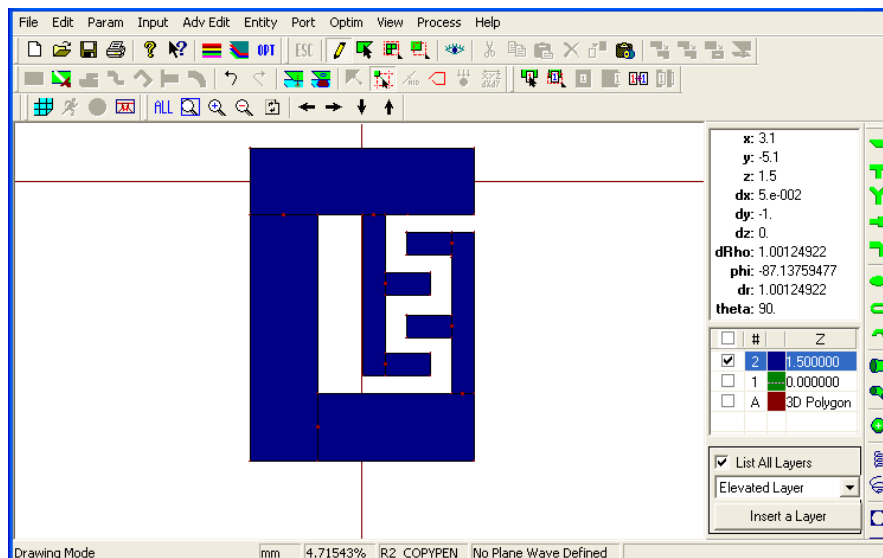 File Edit Param Input Adv Edit Entity Port Optim View Process Help
OPT ESC
ALL
x: 3.1
y: -5.1
z: 1.5
dx: 5.e-002
dy: -1.
dz: 0.
dRho: 1.00124922
phi: -87.13759477
dr: 1.00124922
theta: 90.
# Z
2 1.500000
1 0.000000
A 3D Polygon
List All Layers
Elevated Layer
Insert a Layer
Drawing Mode mm 4.71543% R2_COPYPEN No Plane Wave Defined